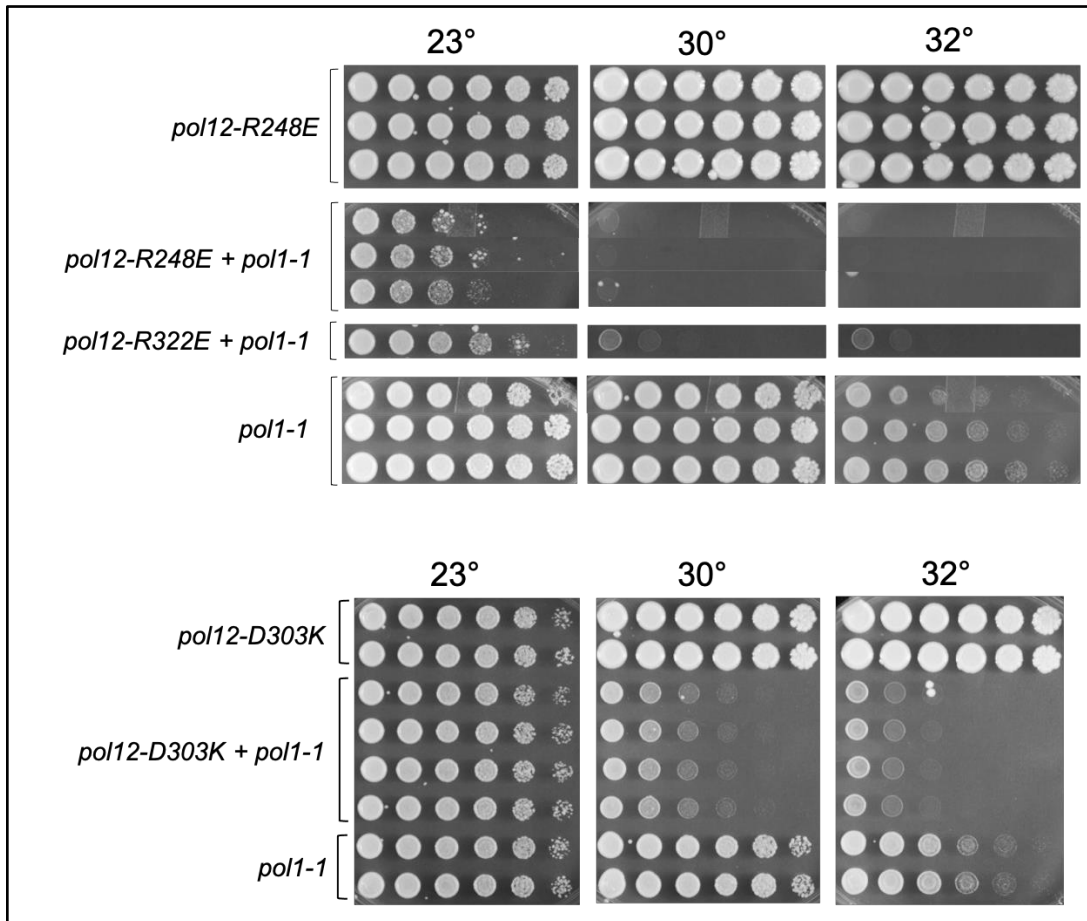 23° 30° 32°
pol12-R248E
pol12-R248E + pol1-1
pol12-R322E + pol1-1
pol1-1
23° 30° 32°
pol12-D303K
pol12-D303K + pol1-1
pol1-1